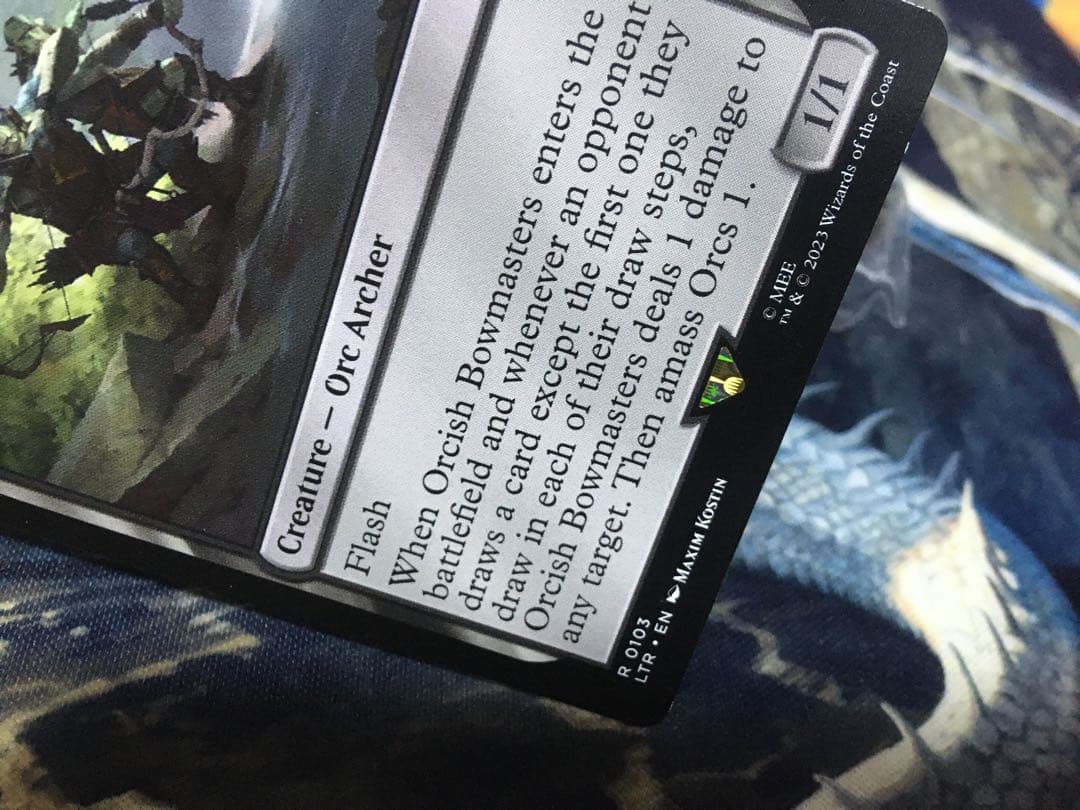 Creature — Orc Archer
Flash
When Orcish Bowmasters enters the
battlefield and whenever an opponent
draws a card except the first one they
draw in each of their draw steps,
Orcish Bowmasters deals 1 damage to
any target. Then amass Orcs 1.
1/1
R 0103
LTR • EN MAXIM KOSTIN
© MEE
TM & © 2023 Wizards of the Coast